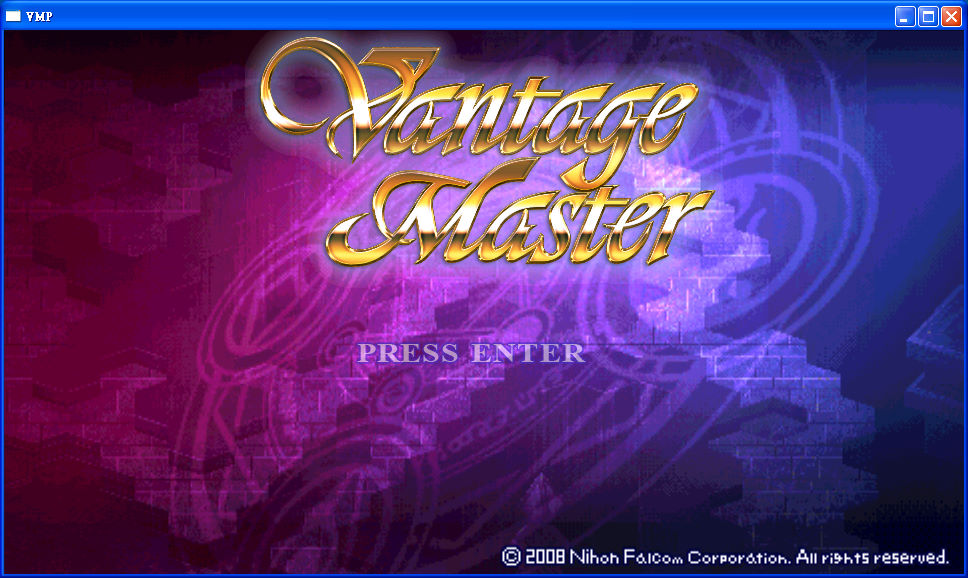 VMP
Vantage
Master
PRESS ENTER
© 2008 Nihon Falcom Corporation. All rights reserved.